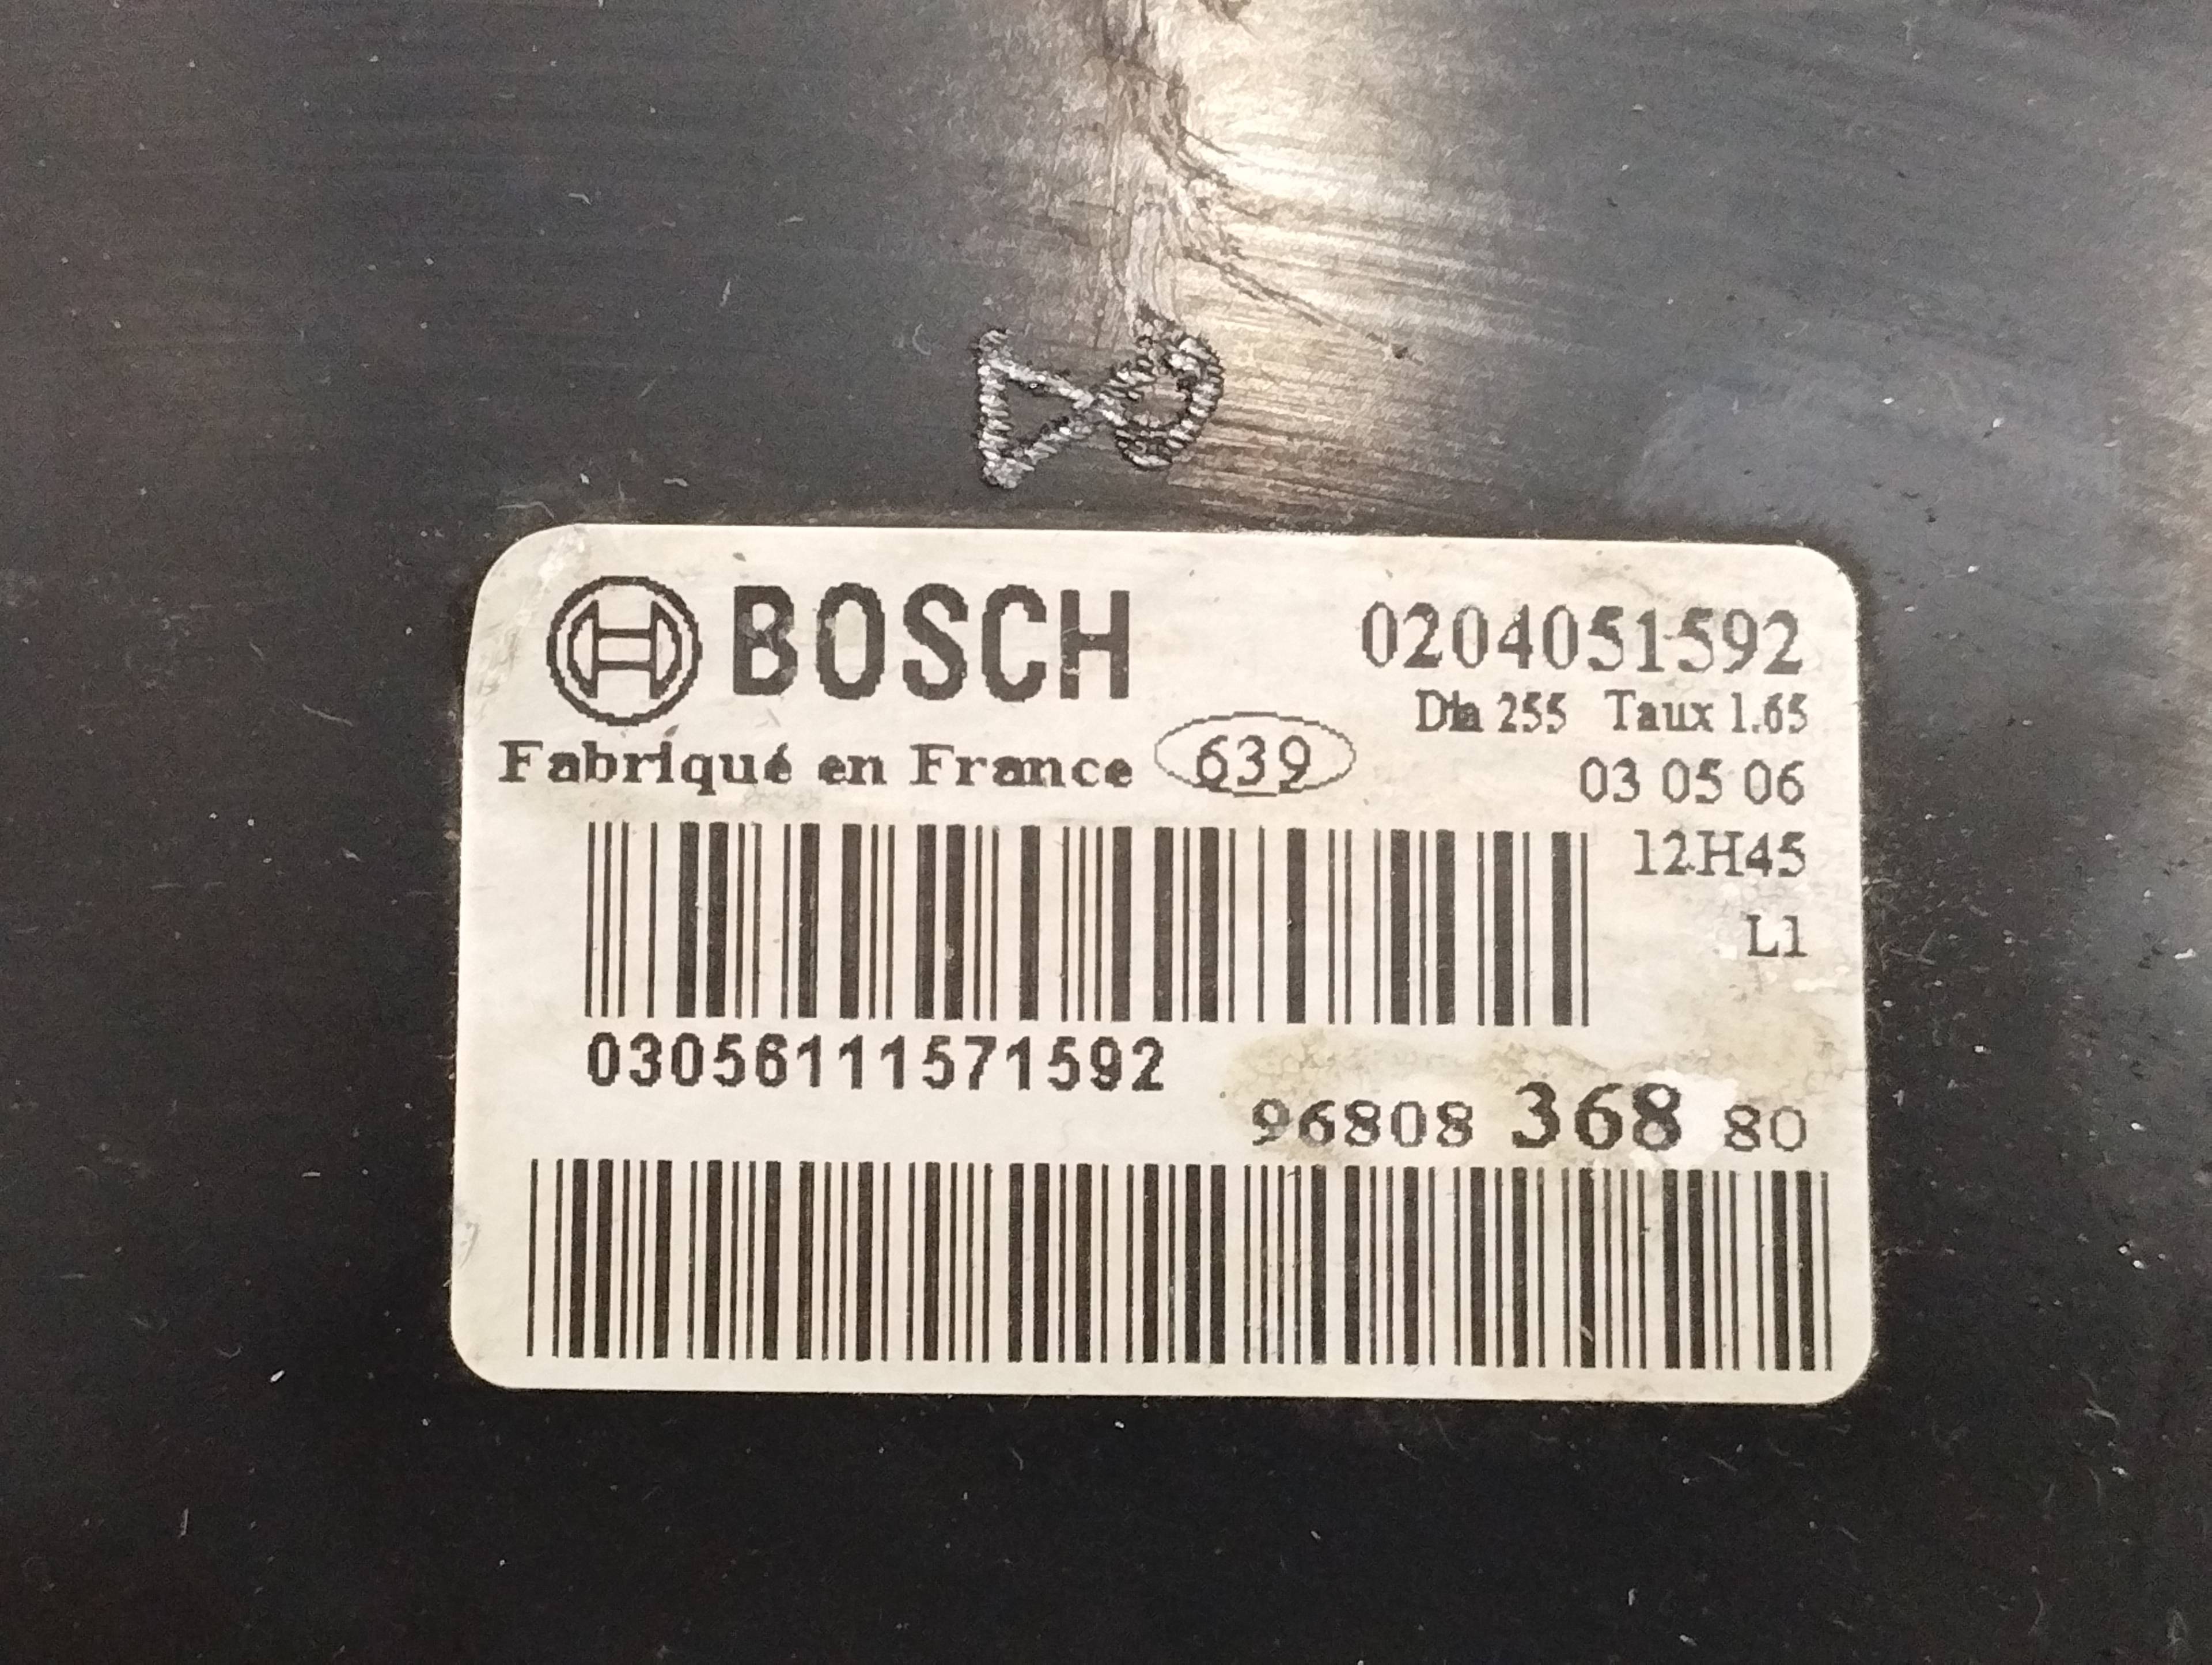 BOSCH
0204051592
Dia 255 Taux 1.65
Fabriqué en France 639
03 05 06
12H45
L1
03056111571592
96808 368 80